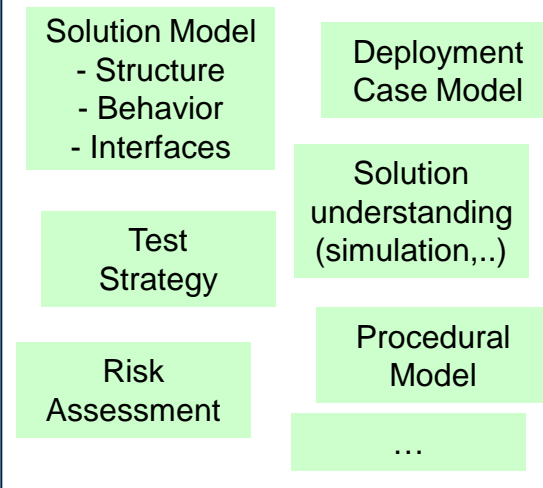 Solution Model
- Structure
- Behavior
- Interfaces
Deployment
Case Model
Solution
understanding
(simulation,..)
Test
Strategy
Procedural
Model
Risk
Assessment
…